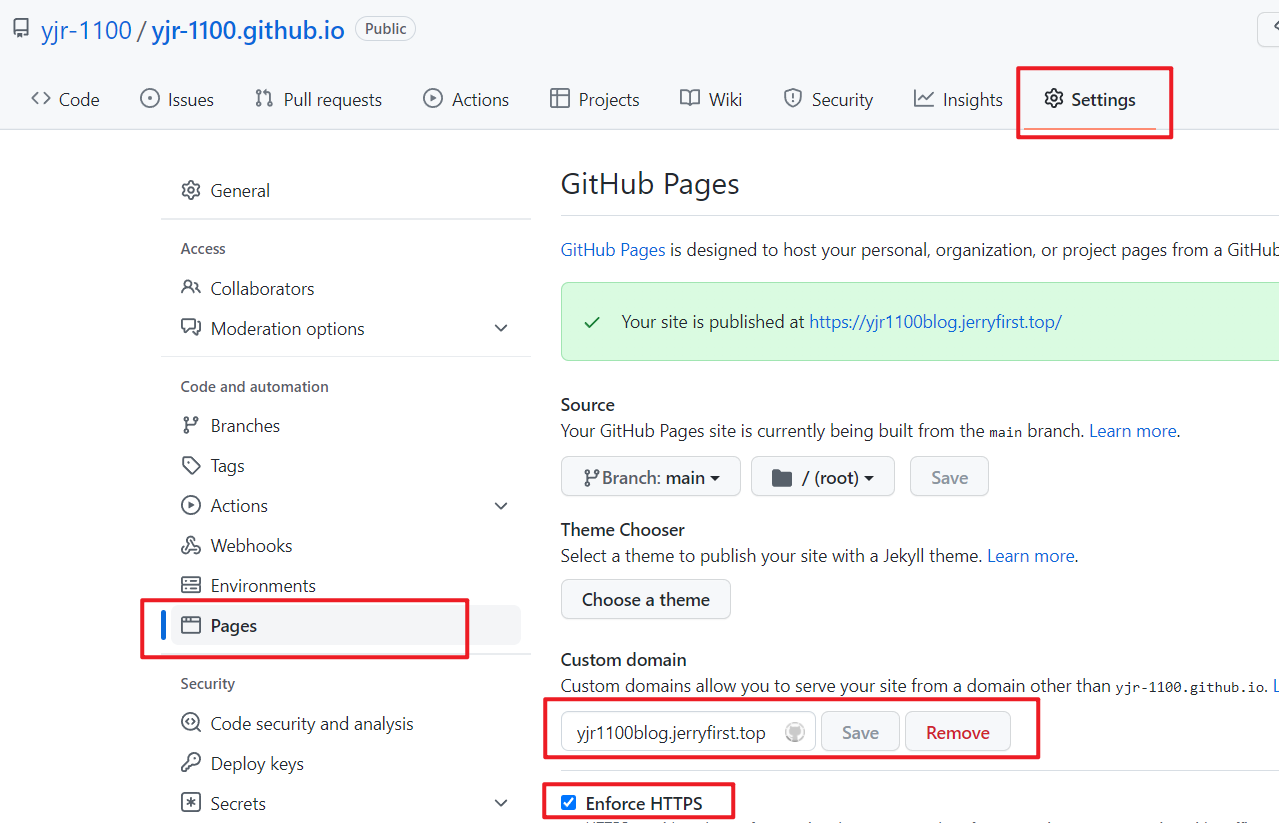 yjr-1100 / yjr-1100.github.io Public
Code Issues Pull requests Actions Projects Wiki Security Insights Settings
General
Access
Collaborators
Moderation options
Code and automation
Branches
Tags
Actions
Webhooks
Environments
Pages
Security
Code security and analysis
Deploy keys
Secrets
GitHub Pages
GitHub Pages is designed to host your personal, organization, or project pages from a GitHub
Your site is published at https://yjr1100blog.jerryfirst.top/
Source
Your GitHub Pages site is currently being built from the main branch. Learn more.
Branch: main / (root) Save
Theme Chooser
Select a theme to publish your site with a Jekyll theme. Learn more.
Choose a theme
Custom domain
Custom domains allow you to serve your site from a domain other than yjr-1100.github.io.
yjr1100blog.jerryfirst.top Save Remove
Enforce HTTPS